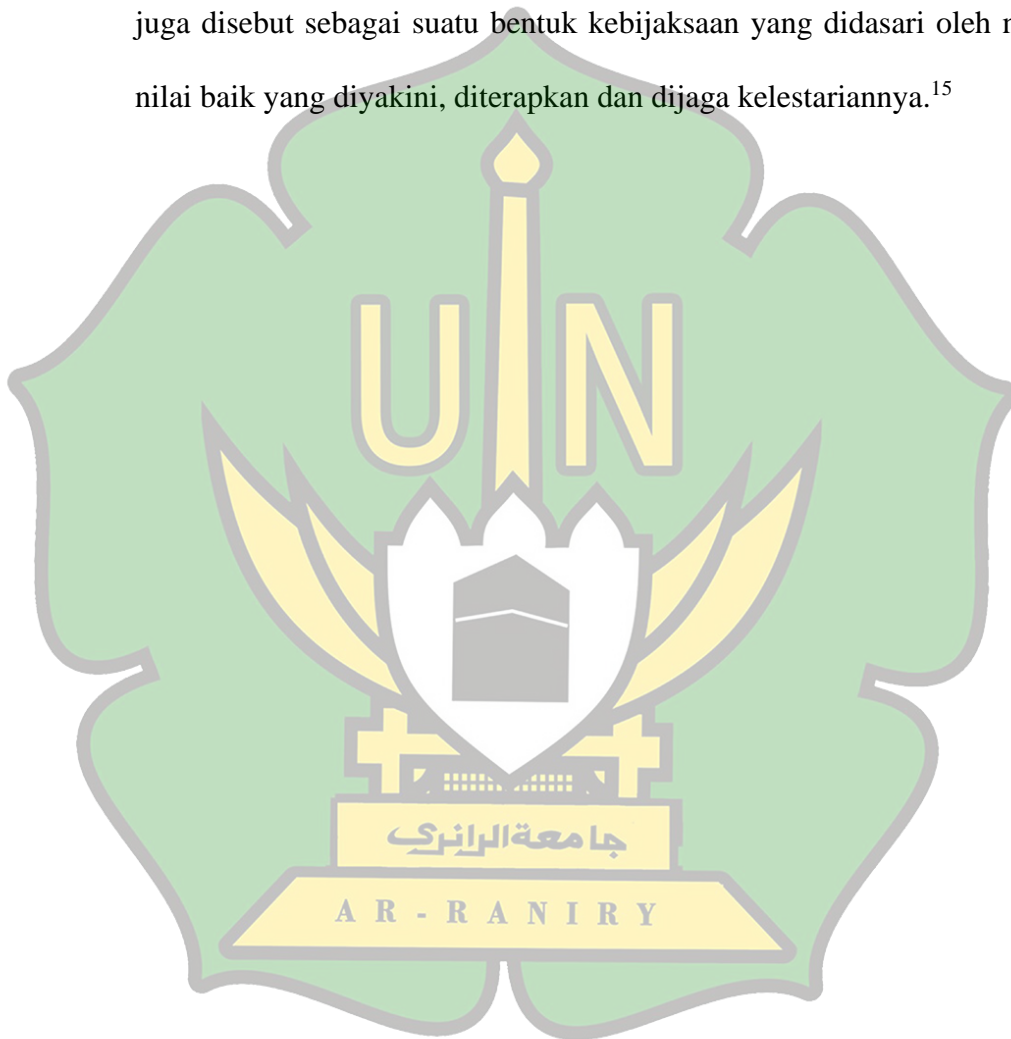 juga disebut sebagai suatu bentuk kebijaksaan yang didasari oleh
nilai baik yang diyakini, diterapkan dan dijaga kelestariannya.15
UIN
جامعة الرانري
AR-RANIRY